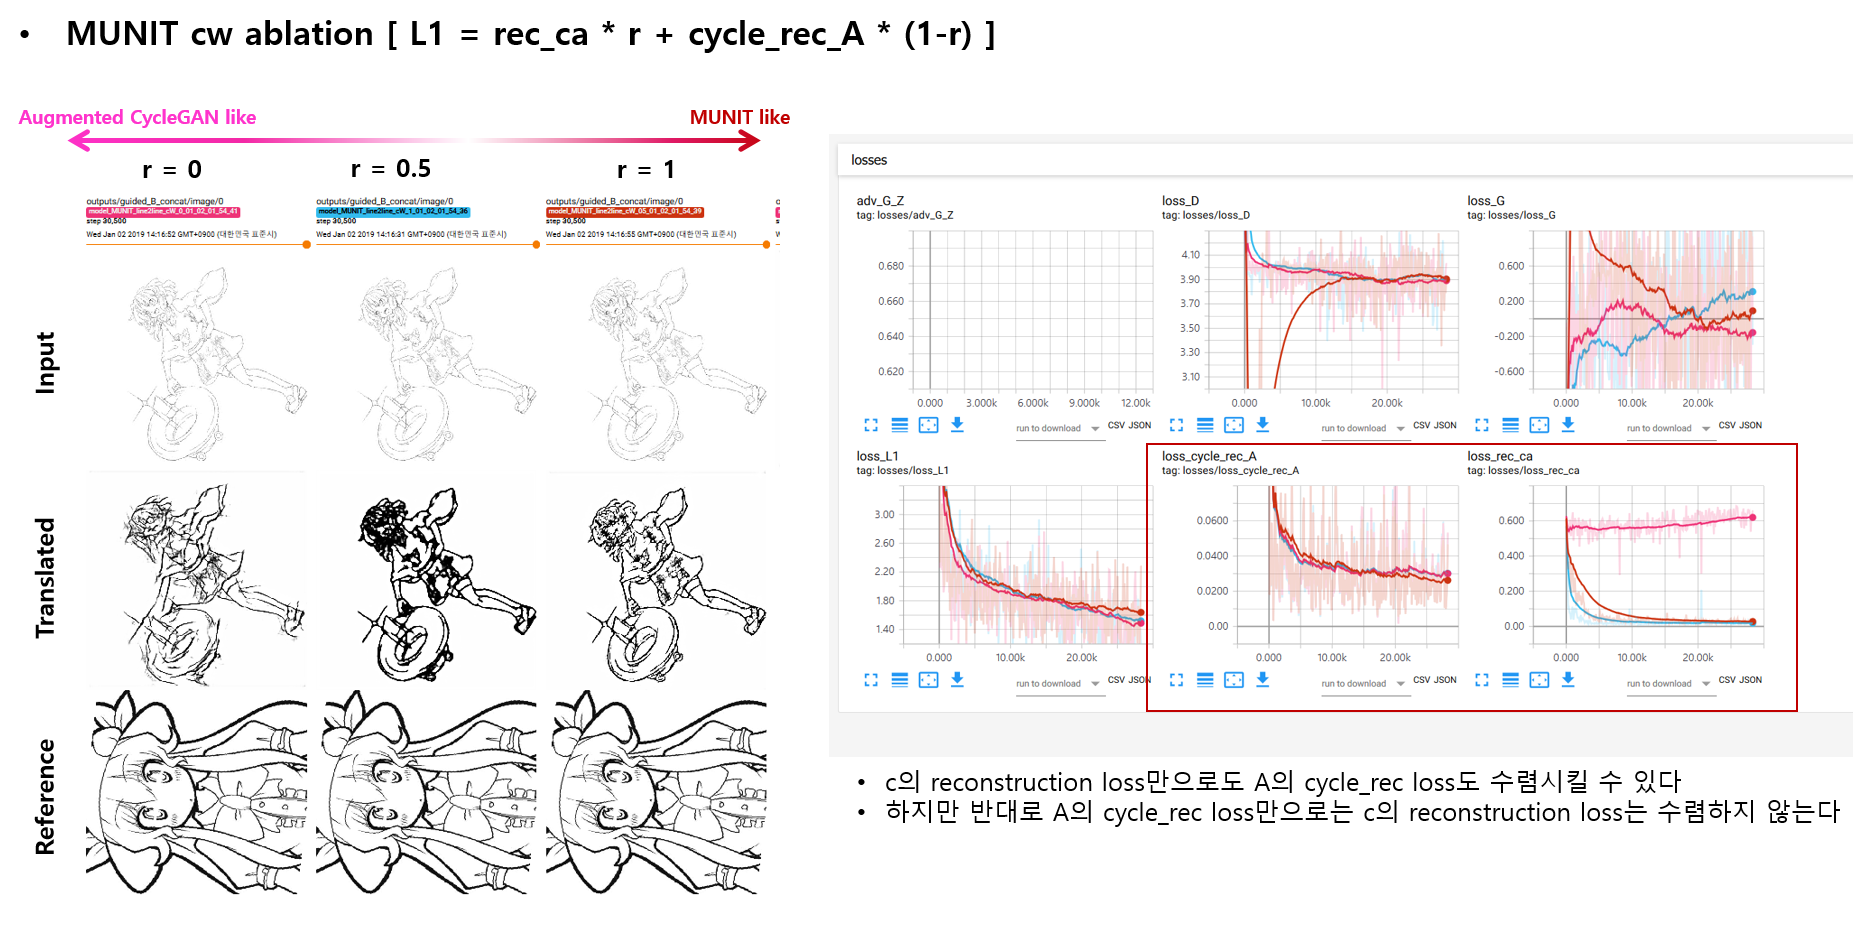 • MUNIT cw ablation [ L1 = rec_ca * r + cycle_rec_A * (1-r) ]
Augmented CycleGAN like
MUNIT like
r = 0
r = 0.5
r = 1
outputs/guided_B_concat/image/0
model_MUNIT_line2line_cW_0_01_02_01_54_41
step 30,500
Wed Jan 02 2019 14:16:52 GMT+0900 (대한민국 표준시)
outputs/guided_B_concat/image/0
model_MUNIT_line2line_cW_1_01_02_01_54_36
step 30,500
Wed Jan 02 2019 14:16:31 GMT+0900 (대한민국 표준시)
outputs/guided_B_concat/image/0
model_MUNIT_line2line_cW_05_01_02_01_54_39
step 30,500
Wed Jan 02 2019 14:16:55 GMT+0900 (대한민국 표준시)
Input
Translated
Reference
losses
adv_G_Z
tag: losses/adv_G_Z
0.680
0.660
0.640
0.620
0.000 3.000k 6.000k 9.000k 12.00k
run to download CSV JSON
loss_D
tag: losses/loss_D
4.10
3.90
3.70
3.50
3.30
3.10
0.000 10.00k 20.00k
run to download CSV JSON
loss_G
tag: losses/loss_G
0.600
0.200
-0.200
-0.600
0.000 10.00k 20.00k
run to download CSV JSON
loss_L1
tag: losses/loss_L1
3.00
2.60
2.20
1.80
1.40
0.000 10.00k 20.00k
run to download CSV JSON
loss_cycle_rec_A
tag: losses/loss_cycle_rec_A
0.0600
0.0400
0.0200
0.00
0.000 10.00k 20.00k
run to download CSV JSON
loss_rec_ca
tag: losses/loss_rec_ca
0.600
0.400
0.200
0.00
0.000 10.00k 20.00k
run to download CSV JSON
• c의 reconstruction loss만으로도 A의 cycle_rec loss도 수렴시킬 수 있다
• 하지만 반대로 A의 cycle_rec loss만으로는 c의 reconstruction loss는 수렴하지 않는다